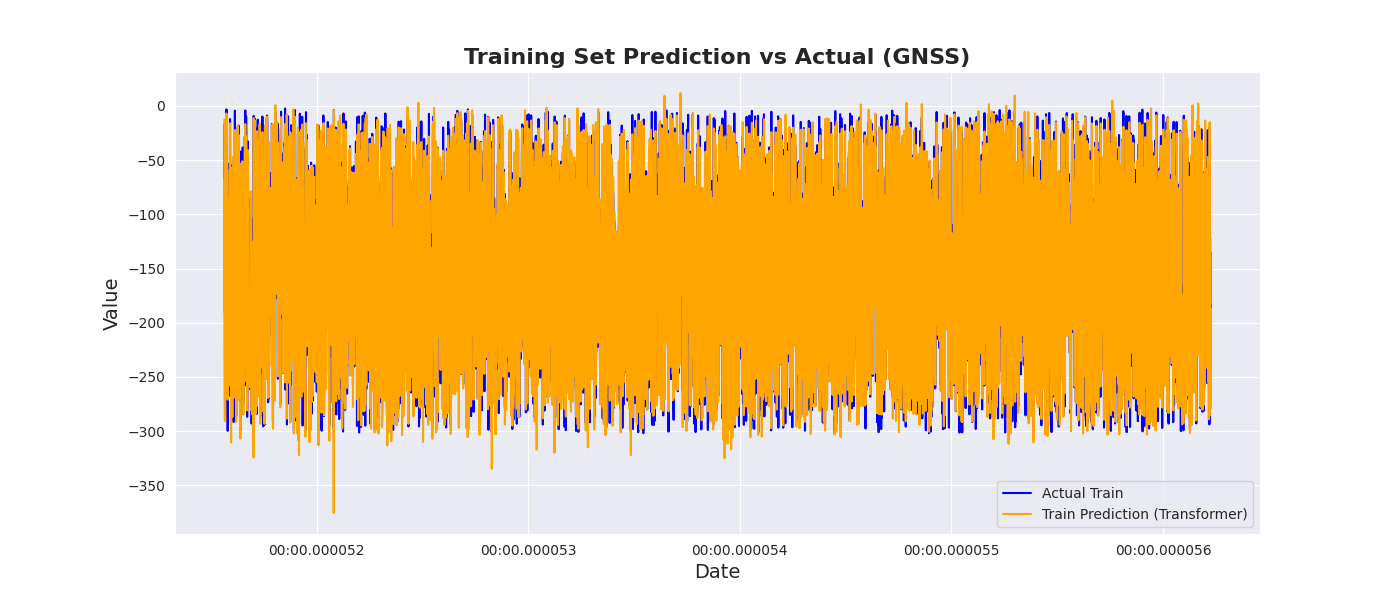 Training Set Prediction vs Actual (GNSS)
Value
0
−50
−100
−150
−200
−250
−300
−350
Actual Train
Train Prediction (Transformer)
00:00.000052
00:00.000053
00:00.000054
00:00.000055
00:00.000056
Date